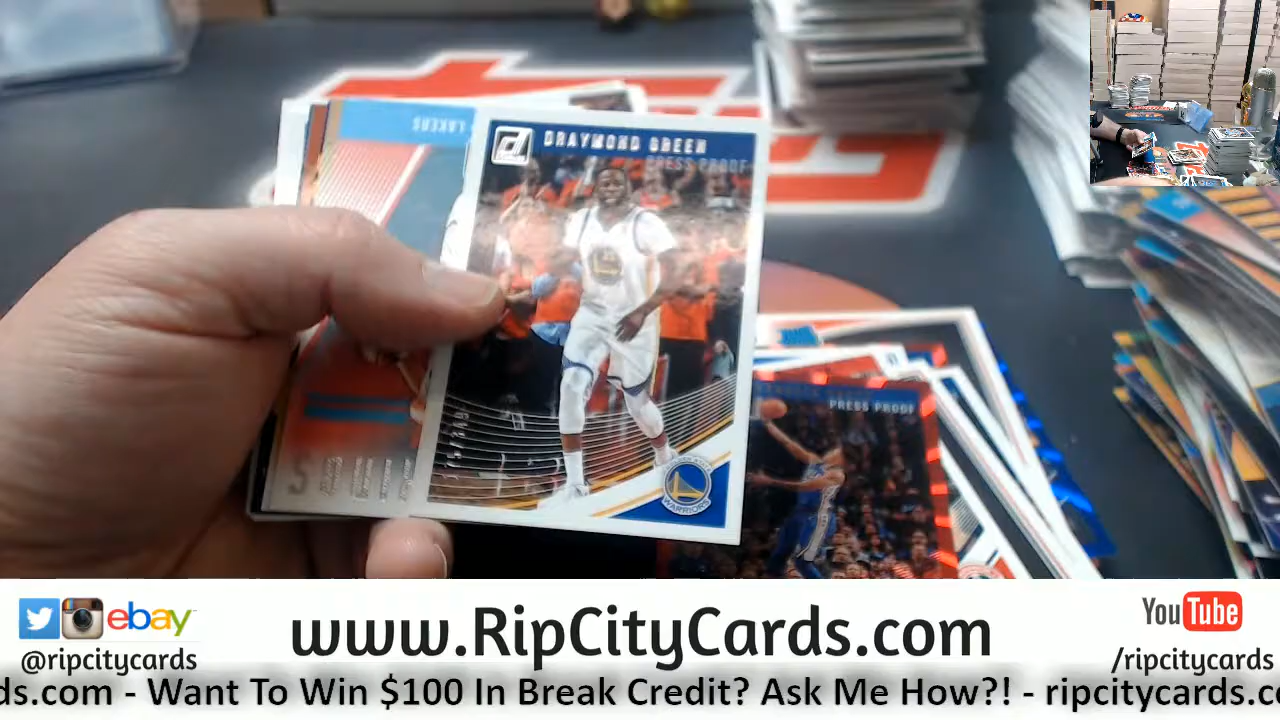 LAKERS
DRAYMOND GREEN
PRESS PROOF
WARRIORS
PRESS PROOF
ebay
@ripcitycards
www.RipCityCards.com
YouTube
/ripcitycards
ds.com - Want To Win $100 In Break Credit? Ask Me How?! - ripcitycards.co